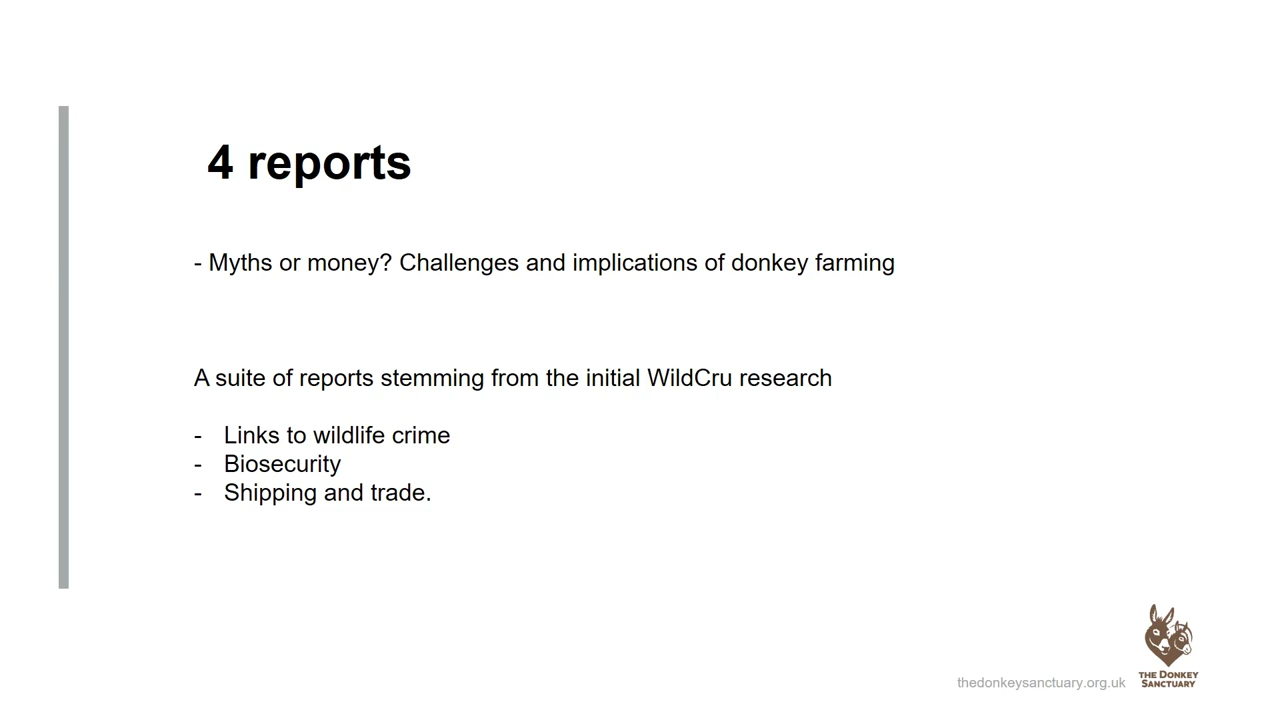 4 reports
- Myths or money? Challenges and implications of donkey farming
A suite of reports stemming from the initial WildCru research
- Links to wildlife crime
- Biosecurity
- Shipping and trade.
thedonkeysanctuary.org.uk
THE DONKEY
SANCTUARY